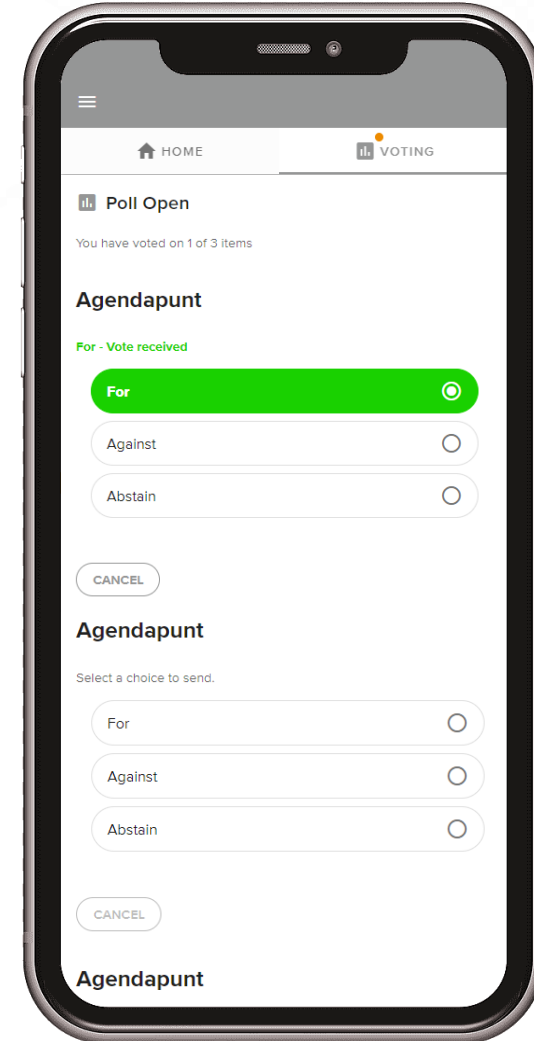 HOME
VOTING
Poll Open
You have voted on 1 of 3 items
Agendapunt
For - Vote received
For
Against
Abstain
CANCEL
Agendapunt
Select a choice to send.
For
Against
Abstain
CANCEL
Agendapunt